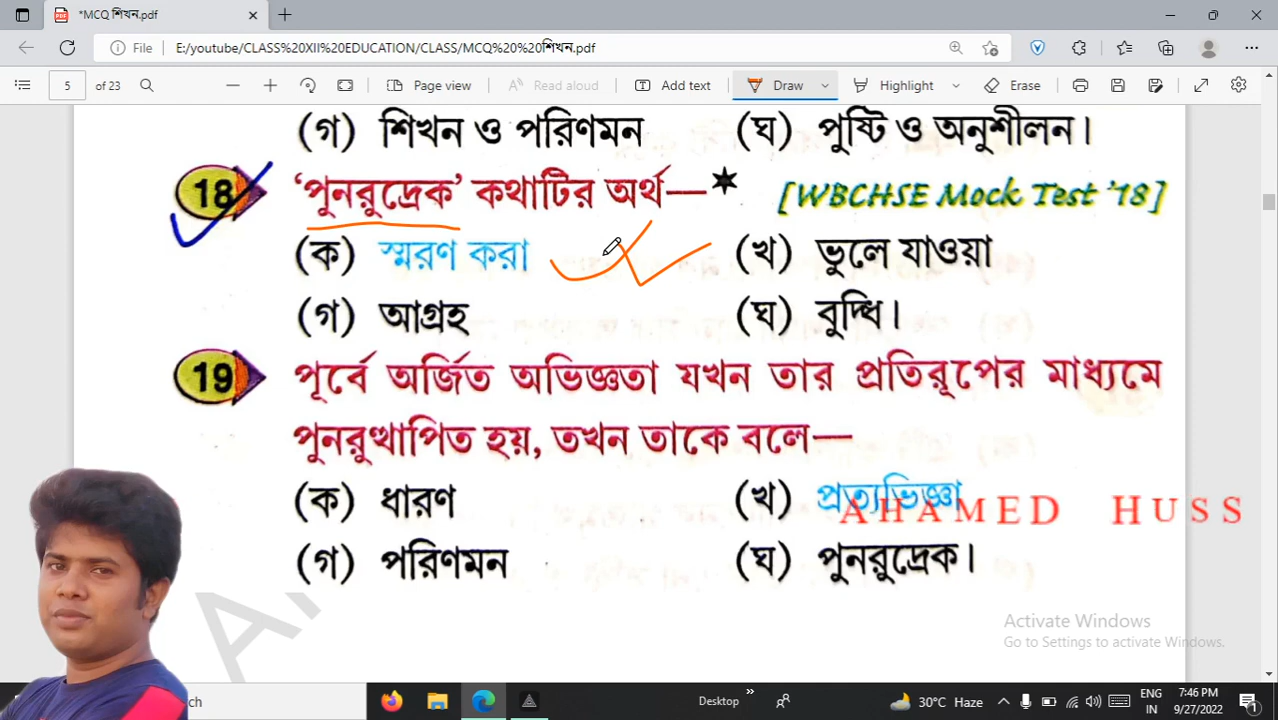 *MCQ শিখন.pdf
File E:/youtube/CLASS%20XII%20EDUCATION/CLASS/MCQ%20%20শিখন.pdf
5 of 23 Page view Read aloud Add text Draw Highlight Erase
(গ) শিখন ও পরিণমন (ঘ) পুষ্টি ও অনুশীলন।
18 ‘পুনরুদ্রেক’ কথাটির অর্থ—★ [WBCHSE Mock Test '18]
(ক) স্মরণ করা (খ) ভুলে যাওয়া
(গ) আগ্রহ (ঘ) বুদ্ধি।
19 পূর্বে অর্জিত অভিজ্ঞতা যখন তার প্রতিরূপের মাধ্যমে
পুনরুত্থাপিত হয়, তখন তাকে বলে—
(ক) ধারণ (খ) প্রত্যভিজ্ঞা
AHAMED HUSS
(গ) পরিণমন (ঘ) পুনরুদ্রেক।
Activate Windows
Go to Settings to activate Windows.
rch Desktop 30°C Haze ENG IN 7:46 PM 9/27/2022